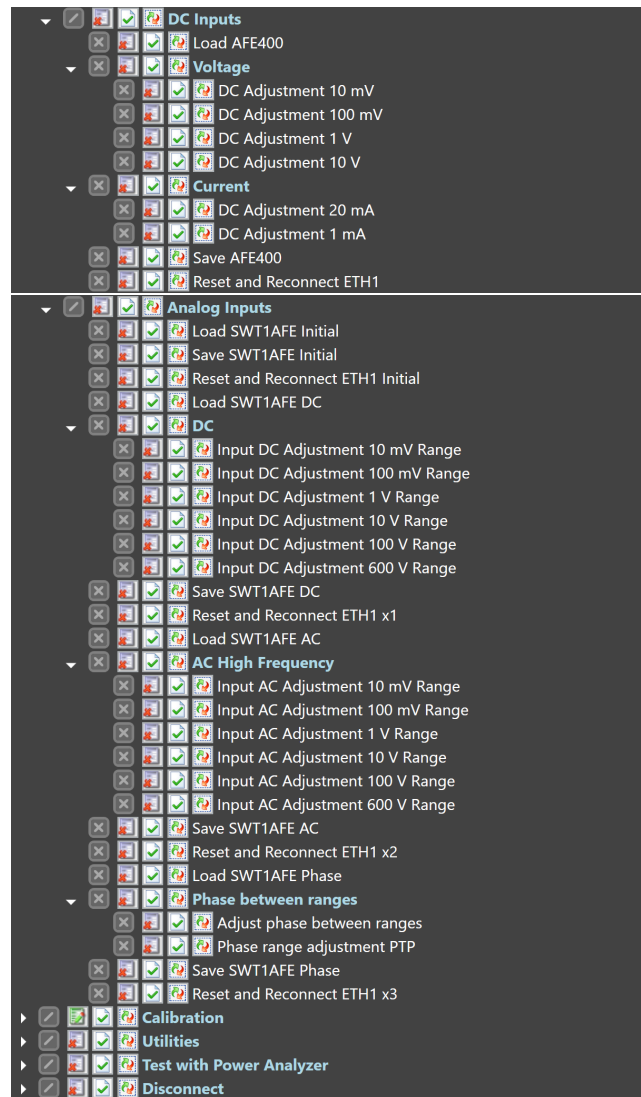 DC Inputs
Load AFE400
Voltage
DC Adjustment 10 mV
DC Adjustment 100 mV
DC Adjustment 1 V
DC Adjustment 10 V
Current
DC Adjustment 20 mA
DC Adjustment 1 mA
Save AFE400
Reset and Reconnect ETH1
Analog Inputs
Load SWT1AFE Initial
Save SWT1AFE Initial
Reset and Reconnect ETH1 Initial
Load SWT1AFE DC
DC
Input DC Adjustment 10 mV Range
Input DC Adjustment 100 mV Range
Input DC Adjustment 1 V Range
Input DC Adjustment 10 V Range
Input DC Adjustment 100 V Range
Input DC Adjustment 600 V Range
Save SWT1AFE DC
Reset and Reconnect ETH1 x1
Load SWT1AFE AC
AC High Frequency
Input AC Adjustment 10 mV Range
Input AC Adjustment 100 mV Range
Input AC Adjustment 1 V Range
Input AC Adjustment 10 V Range
Input AC Adjustment 100 V Range
Input AC Adjustment 600 V Range
Save SWT1AFE AC
Reset and Reconnect ETH1 x2
Load SWT1AFE Phase
Phase between ranges
Adjust phase between ranges
Phase range adjustment PTP
Save SWT1AFE Phase
Reset and Reconnect ETH1 x3
Calibration
Utilities
Test with Power Analyzer
Disconnect